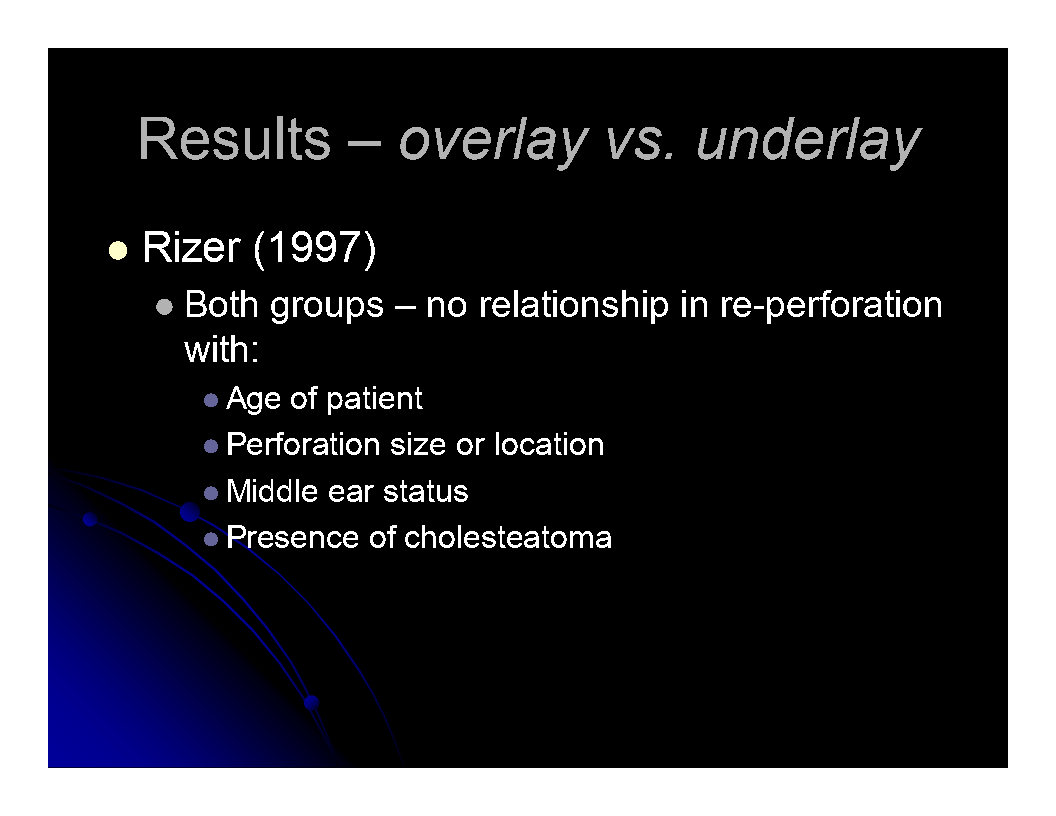 Results – overlay vs. underlay
Rizer (1997)
Both groups – no relationship in re-perforation
with:
Age of patient
Perforation size or location
Middle ear status
Presence of cholesteatoma